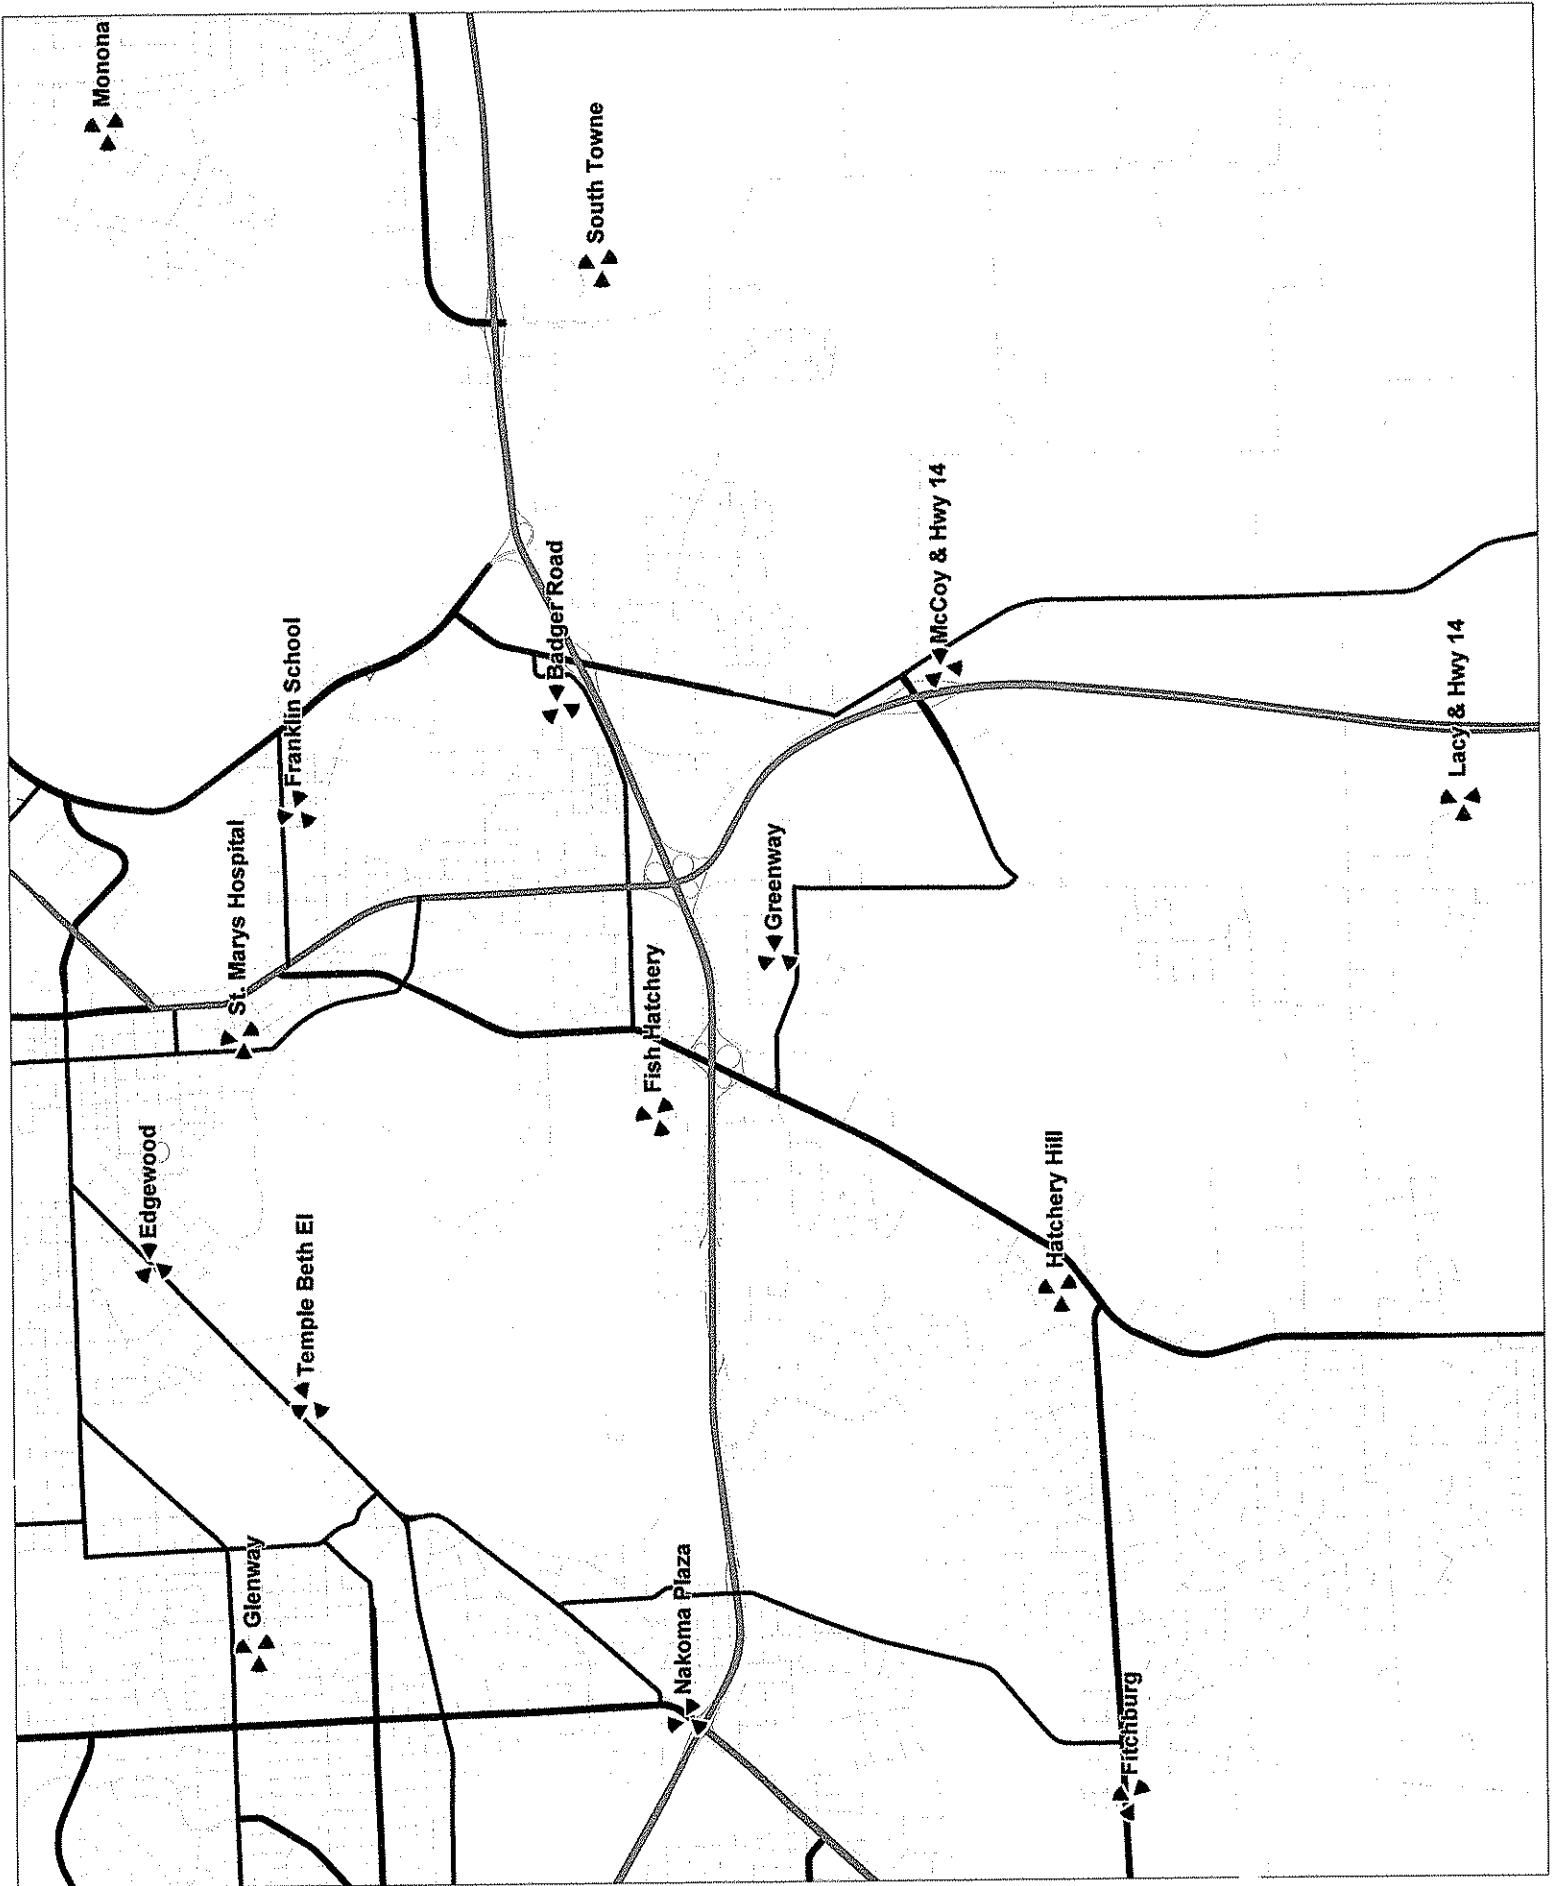 Monona
South Towne
Franklin School
Badger Road
McCoy & Hwy 14
Lacy & Hwy 14
St. Marys Hospital
Greenway
Fish Hatchery
Edgewood
Temple Beth El
Hatchery Hill
Glenway
Nakoma Plaza
Fitchburg